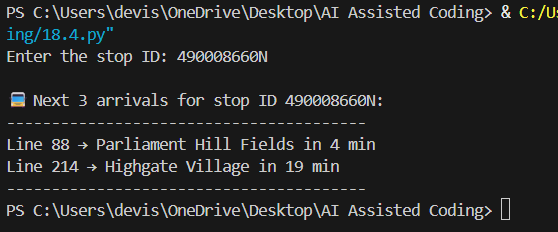 PS C:\Users\devis\OneDrive\Desktop\AI Assisted Coding> & C:/U
ing/18.4.py"
Enter the stop ID: 490008660N
🚍 Next 3 arrivals for stop ID 490008660N:
----------------------------------------
Line 88 → Parliament Hill Fields in 4 min
Line 214 → Highgate Village in 19 min
----------------------------------------
PS C:\Users\devis\OneDrive\Desktop\AI Assisted Coding>